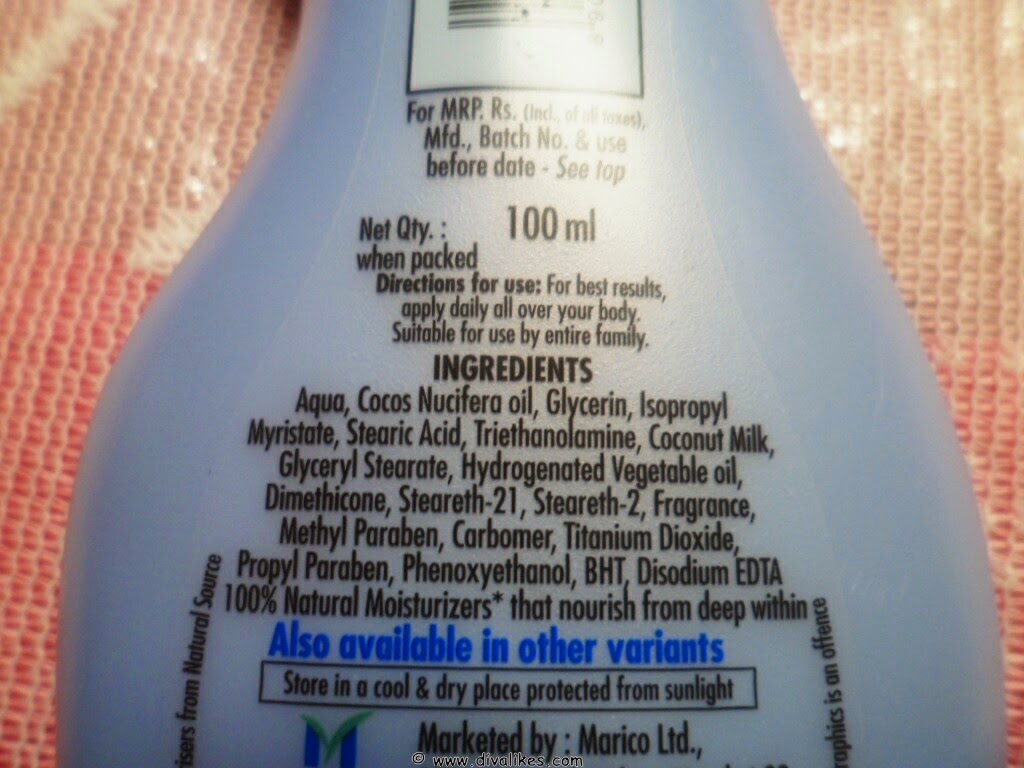 For MRP. Rs. (Incl., of all taxes),
Mfd., Batch No. & use
before date - See top
Net Qty. : 100 ml
when packed
Directions for use: For best results,
apply daily all over your body.
Suitable for use by entire family.
INGREDIENTS
Aqua, Cocos Nucifera oil, Glycerin, Isopropyl
Myristate, Stearic Acid, Triethanolamine, Coconut Milk,
Glyceryl Stearate, Hydrogenated Vegetable oil,
Dimethicone, Steareth-21, Steareth-2, Fragrance,
Methyl Paraben, Carbomer, Titanium Dioxide,
Propyl Paraben, Phenoxyethanol, BHT, Disodium EDTA
100% Natural Moisturizers* that nourish from deep within
Also available in other variants
Store in a cool & dry place protected from sunlight
Marketed by : Marico Ltd.,
risers from Natural Source
raphics is an offence
© www.divalikes.com